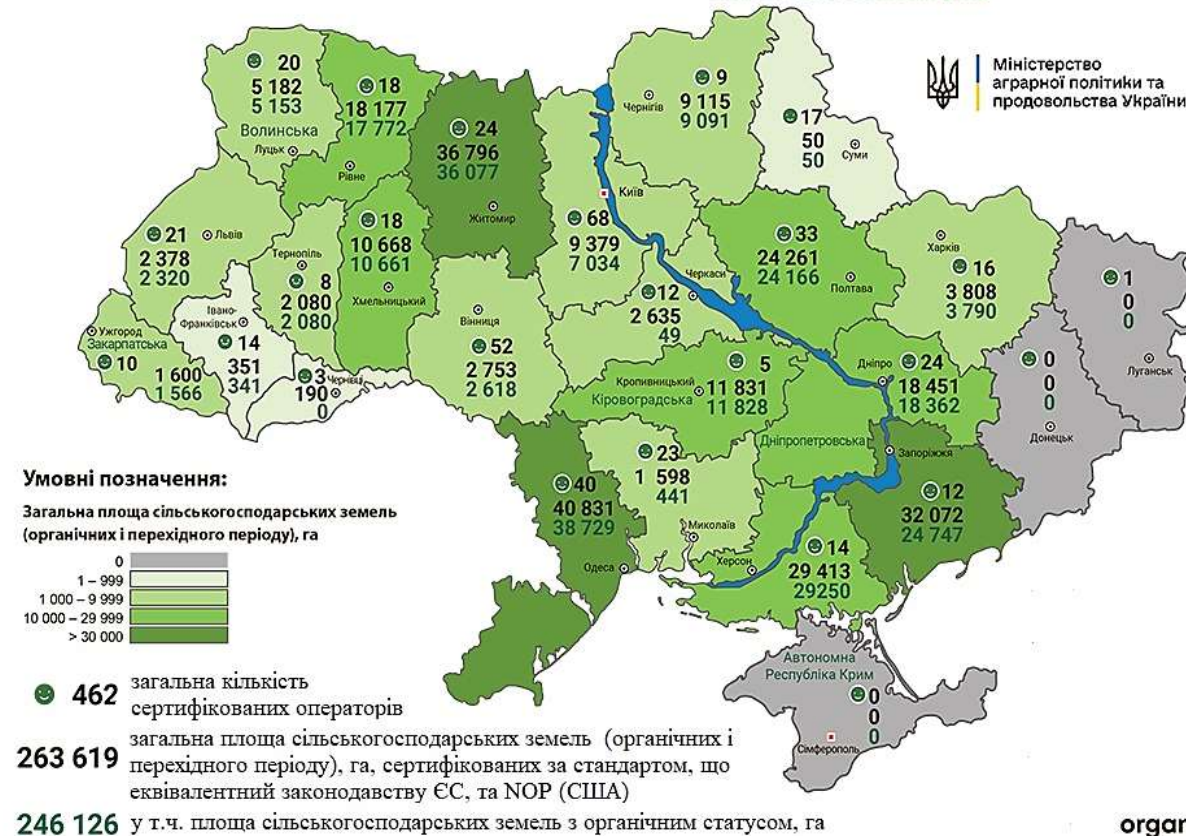 Міністерство
аграрної політики та
продовольства України
20
5 182
5 153
Волинська
Луцьк
18
18 177
17 772
Рівне
24
36 796
36 077
Житомир
9
Чернігів
9 115
9 091
17
50
50
Суми
Київ
68
9 379
7 034
21
Львів
2 378
2 320
Тернопіль
8
2 080
2 080
18
10 668
10 661
Хмельницький
33
24 261
24 166
Полтава
Харків
16
3 808
3 790
1
0
0
Луганськ
Черкаси
12
2 635
49
Вінниця
52
2 753
2 618
Івано-
Франківськ
14
351
341
Ужгород
Закарпатська
10
1 600
1 566
3
Чернівці
190
0
5
Кропивницький
11 831
Кіровоградська
11 828
Дніпро
24
18 451
18 362
Дніпропетровська
0
0
0
Донецьк
Запоріжжя
12
32 072
24 747
23
1 598
441
Миколаїв
40
40 831
38 729
Одеса
14
Херсон
29 413
29250
Автономна
Республіка Крим
0
0
0
Сімферополь
Умовні позначення:
Загальна площа сільськогосподарських земель
(органічних і перехідного періоду), га
0
1 – 999
1 000 – 9 999
10 000 – 29 999
> 30 000
462 загальна кількість
сертифікованих операторів
263 619 загальна площа сільськогосподарських земель (органічних і
перехідного періоду), га, сертифікованих за стандартом, що
еквівалентний законодавству ЄС, та NOP (США)
246 126 у т.ч. площа сільськогосподарських земель з органічним статусом, га
organ